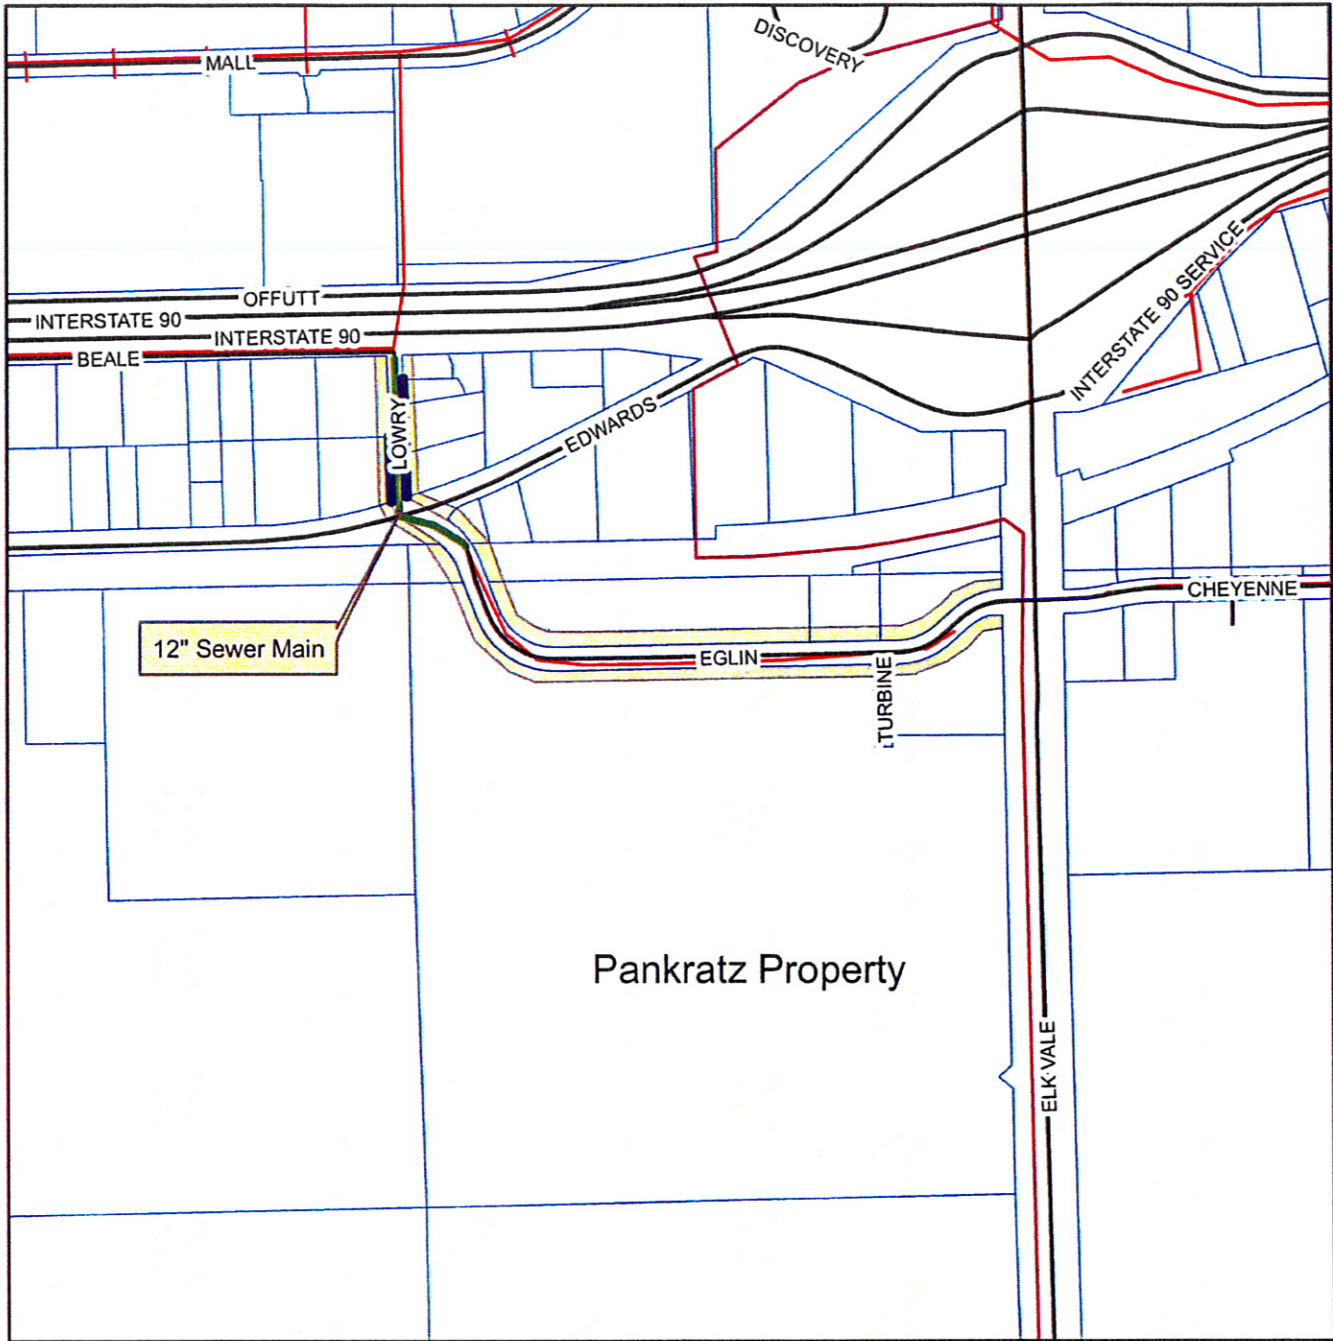 DISCOVERY
MALL
OFFUTT
INTERSTATE 90
INTERSTATE 90
BEALE
INTERSTATE 90 SERVICE
LOWRY
EDWARDS
CHEYENNE
12" Sewer Main
EGLIN
TURBINE
Pankratz Property
ELK VALE